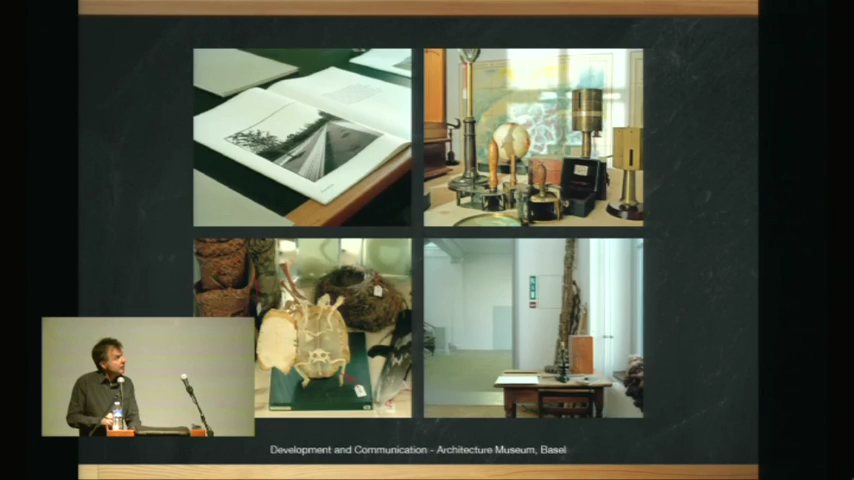 Development and Communication - Architecture Museum, Basel